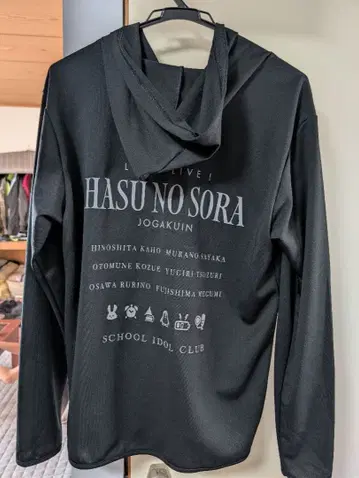 L LIVE !
HASU NO SORA
JOGAKUIN
HINOSHITA KAHO MURANO SAYAKA
OTOMUNE KOZUE YUGIRI TSUZURI
OSAWA RURINO FUJISHIMA MEGUMI
SCHOOL IDOL CLUB